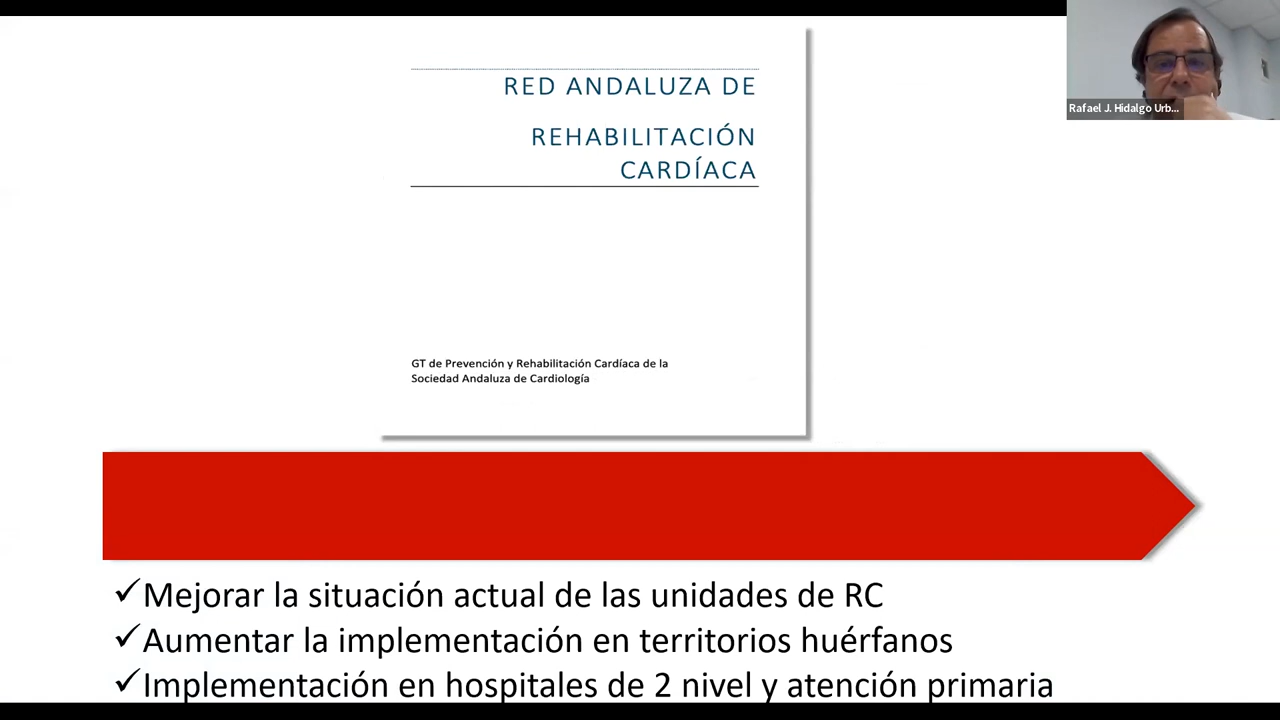 RED ANDALUZA DE
REHABILITACIÓN
CARDÍACA
Rafael J. Hidalgo Urb...
GT de Prevención y Rehabilitación Cardíaca de la
Sociedad Andaluza de Cardiología
✓Mejorar la situación actual de las unidades de RC
✓Aumentar la implementación en territorios huérfanos
✓Implementación en hospitales de 2 nivel y atención primaria